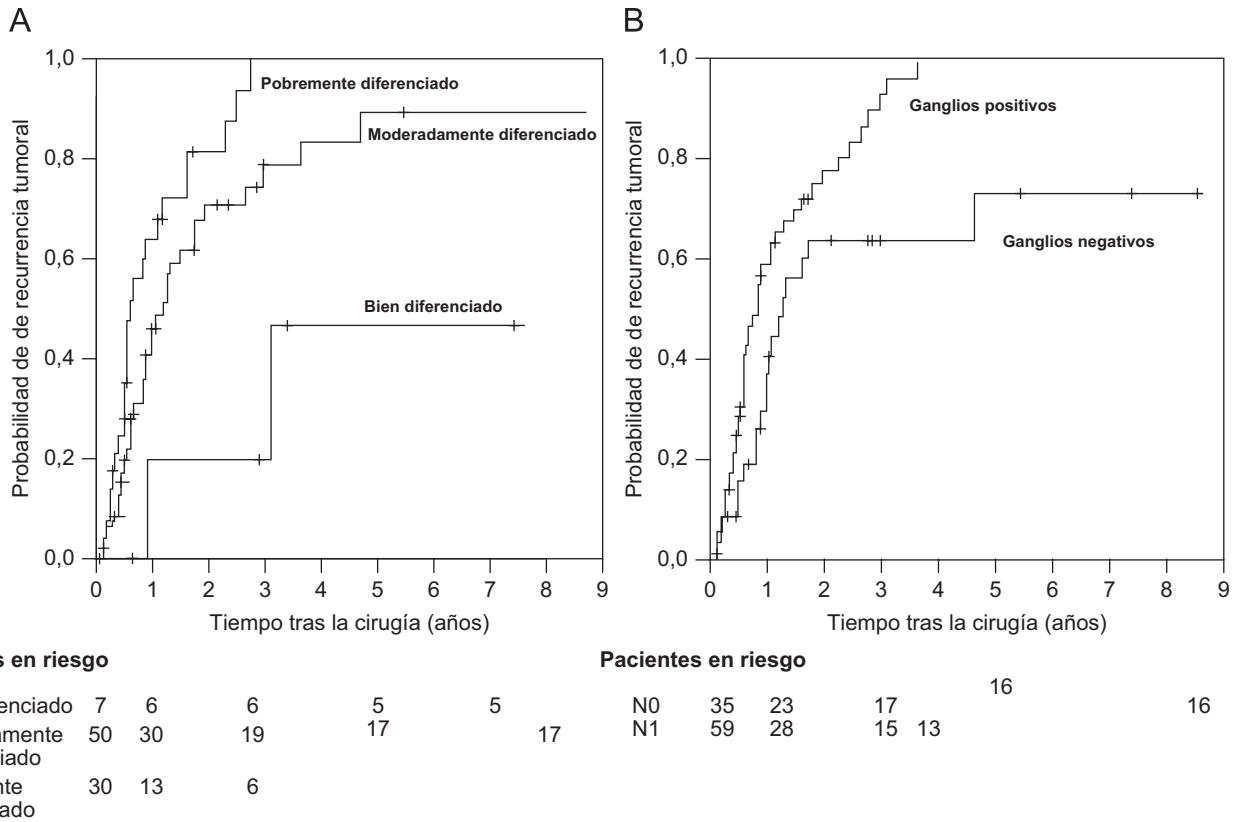 A
1,0
0,8
0,6
0,4
0,2
0,0
Probabilidad de de recurrencia tumoral
Pobremente diferenciado
Moderadamente diferenciado
Bien diferenciado
0 1 2 3 4 5 6 7 8 9
Tiempo tras la cirugía (años)
s en riesgo
enciado 7 6 6 5 5
amente 50 30 19 17 17
iado
nte 30 13 6
ado
B
1,0
0,8
0,6
0,4
0,2
0,0
Probabilidad de de recurrencia tumoral
Ganglios positivos
Ganglios negativos
0 1 2 3 4 5 6 7 8 9
Tiempo tras la cirugía (años)
Pacientes en riesgo
16
N0 35 23 17 16
N1 59 28 15 13